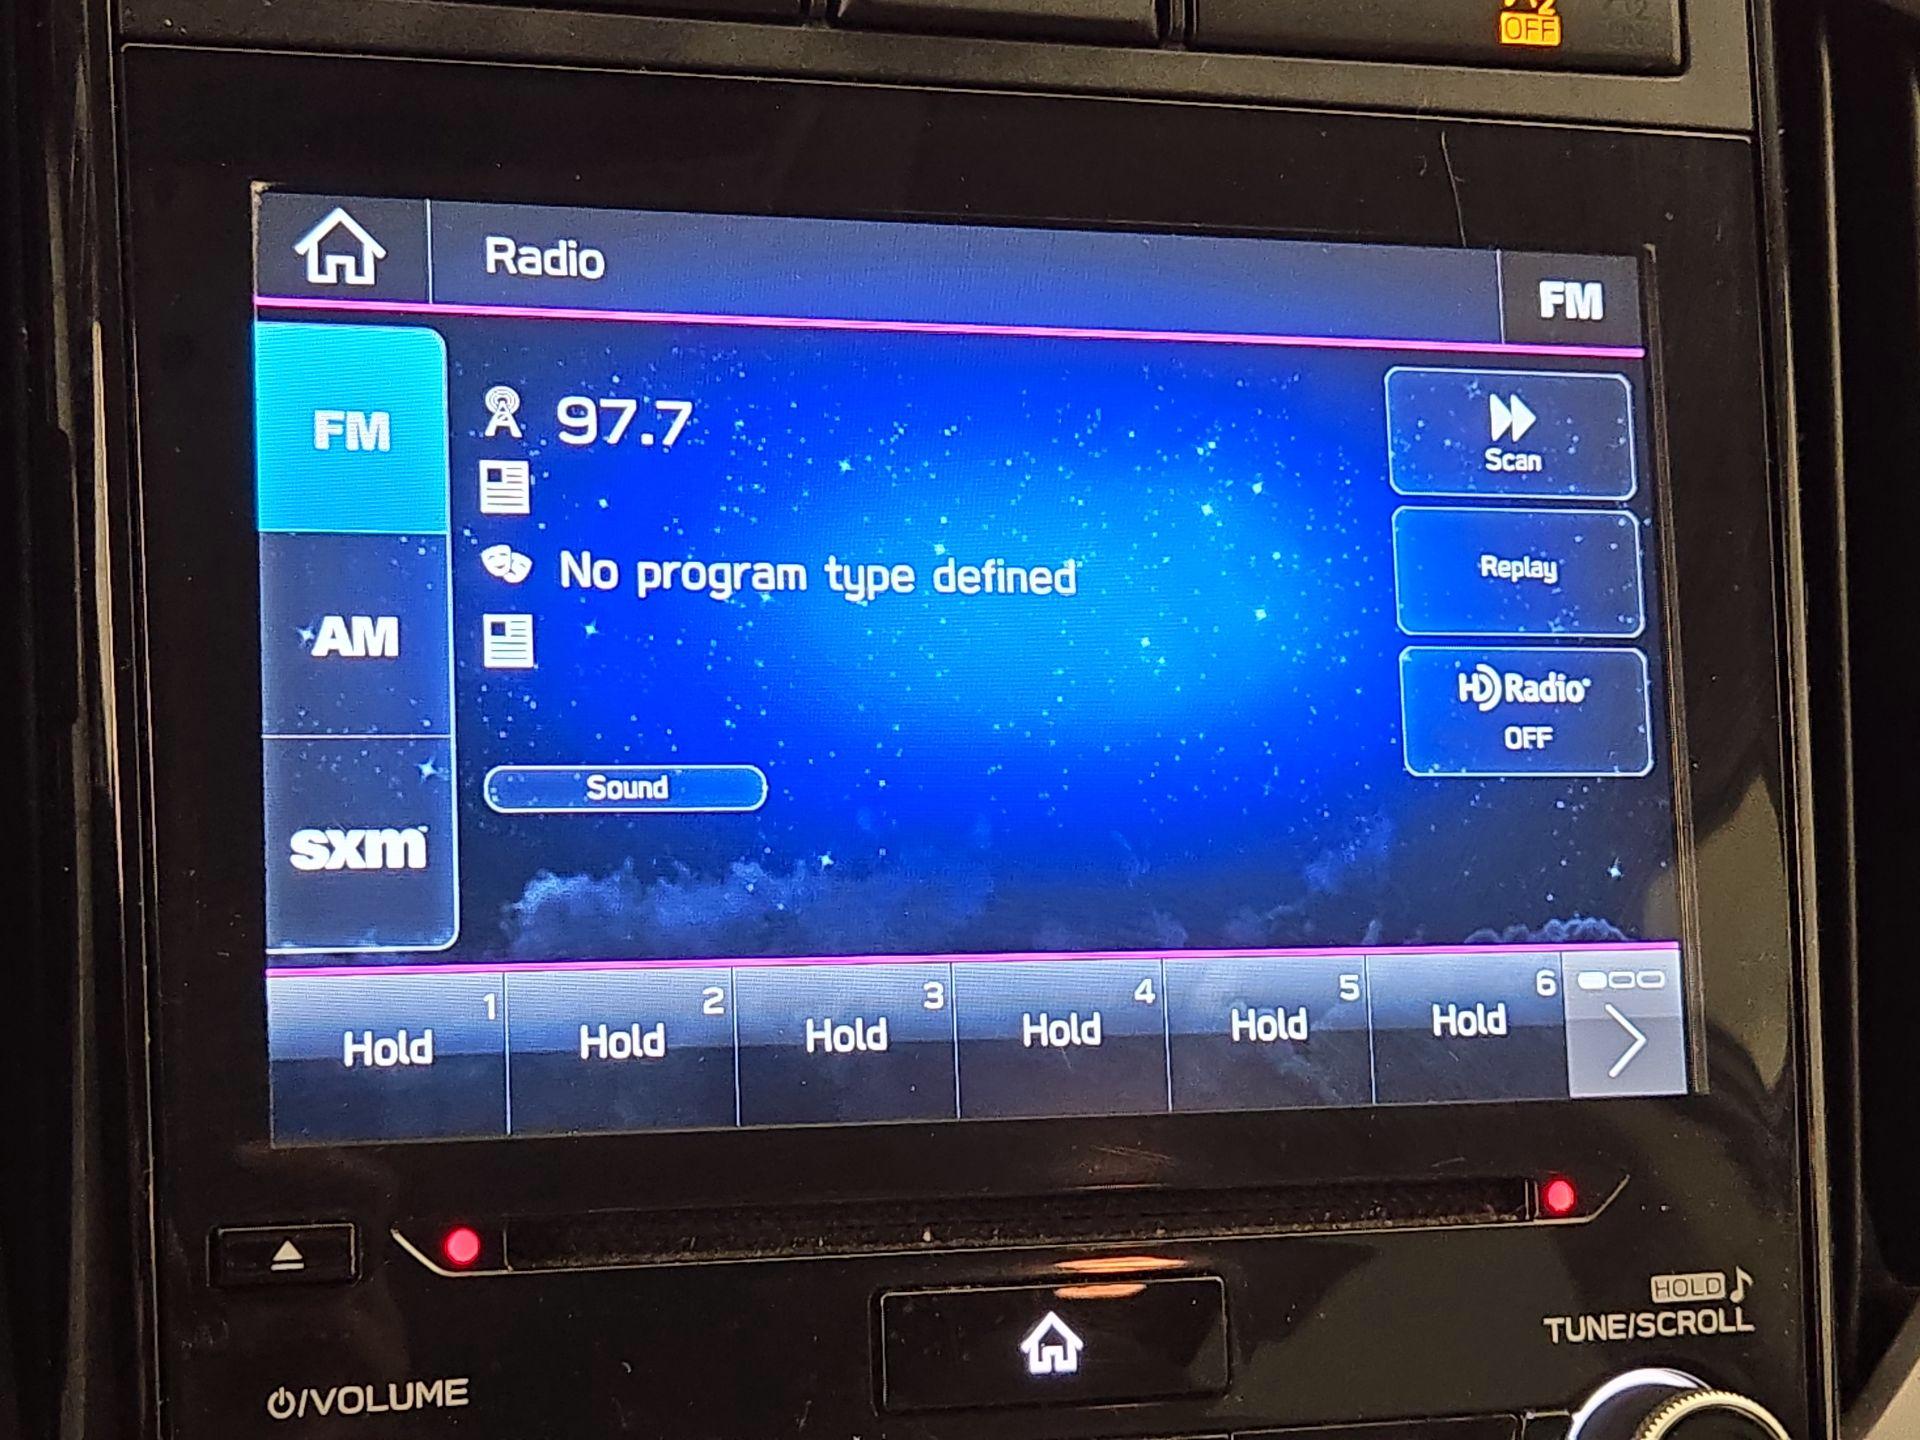 2
OFF
Radio
FM
FM
97.7
Scan
No program type defined
Replay
AM
HD Radio
OFF
Sound
sxm
1
Hold
2
Hold
3
Hold
4
Hold
5
Hold
6
Hold
HOLD
TUNE/SCROLL
/VOLUME